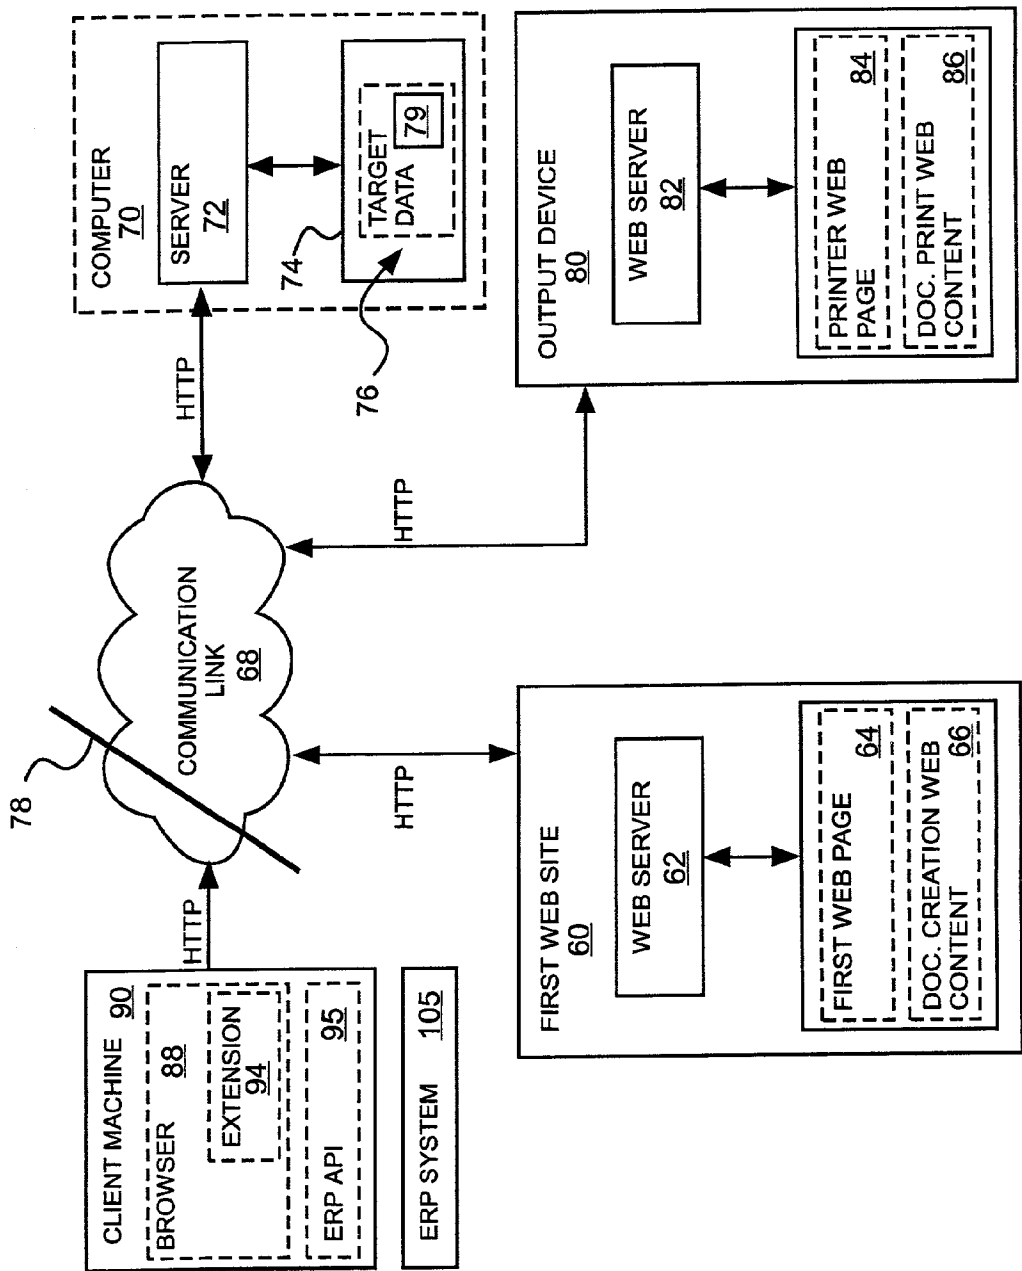 CLIENT MACHINE 90
BROWSER 88
EXTENSION
94
ERP API 95
ERP SYSTEM 105
HTTP
78
COMMUNICATION
LINK
68
HTTP
COMPUTER
70
SERVER
72
74
TARGET
DATA
79
76
HTTP
FIRST WEB SITE
60
WEB SERVER
62
FIRST WEB PAGE
64
DOC. CREATION WEB
CONTENT 66
HTTP
OUTPUT DEVICE
80
WEB SERVER
82
PRINTER WEB
PAGE 84
DOC. PRINT WEB
CONTENT 86